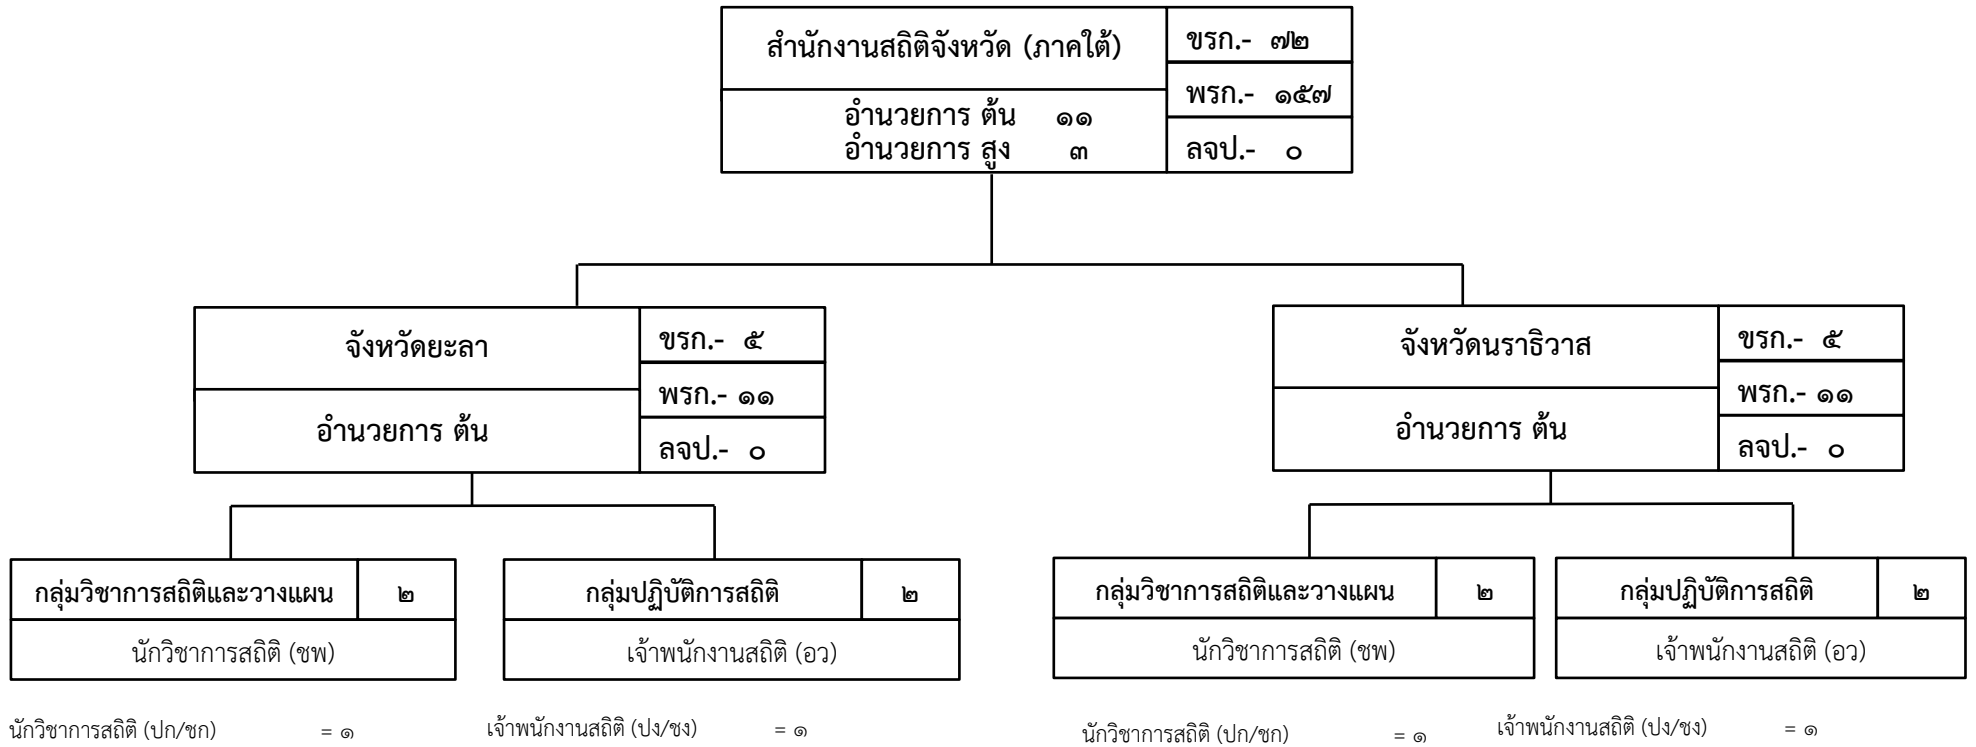 สำนักงานสถิติจังหวัด (ภาคใต้)
ขรก.- ๗๒
พรก.- ๑๕๗
อำนวยการ ต้น ๑๑
อำนวยการ สูง ๓
ลจป.- ๐
จังหวัดยะลา
ขรก.- ๕
พรก.- ๑๑
อำนวยการ ต้น
ลจป.- ๐
จังหวัดนราธิวาส
ขรก.- ๕
พรก.- ๑๑
อำนวยการ ต้น
ลจป.- ๐
กลุ่มวิชาการสถิติและวางแผน ๒
นักวิชาการสถิติ (ชพ)
นักวิชาการสถิติ (ปก/ชก) = ๑
กลุ่มปฏิบัติการสถิติ ๒
เจ้าพนักงานสถิติ (อว)
เจ้าพนักงานสถิติ (ปง/ชง) = ๑
กลุ่มวิชาการสถิติและวางแผน ๒
นักวิชาการสถิติ (ชพ)
นักวิชาการสถิติ (ปก/ชก) = ๑
กลุ่มปฏิบัติการสถิติ ๒
เจ้าพนักงานสถิติ (อว)
เจ้าพนักงานสถิติ (ปง/ชง) = ๑